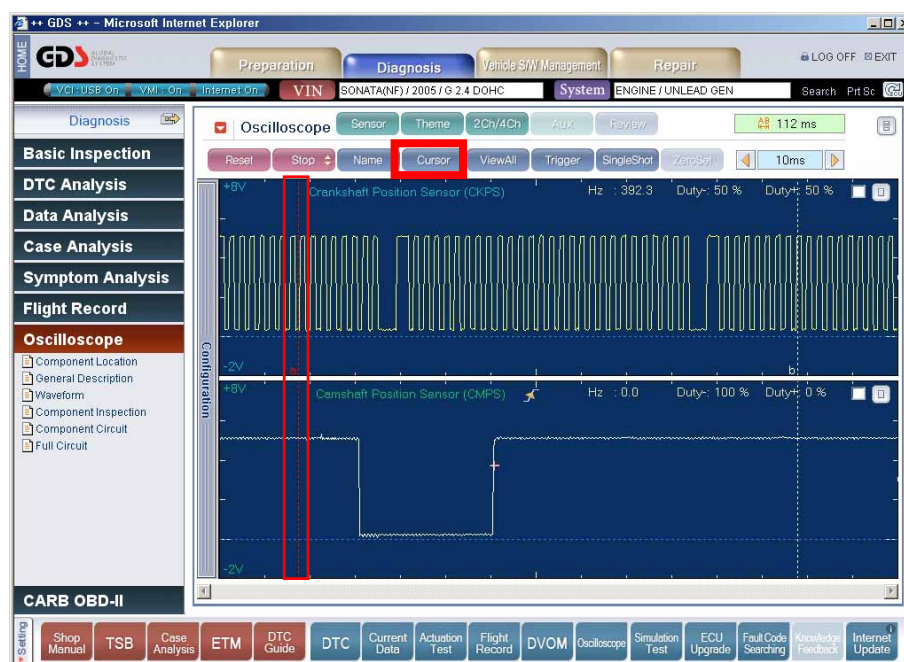 ++ GDS ++ - Microsoft Internet Explorer
HOME
GDS GLOBAL DIAGNOSTIC SYSTEM
Preparation Diagnosis Vehicle S/W Management Repair
LOG OFF EXIT
VCI-USB On VMI-On Internet On VIN SONATA(NF) / 2005 / G 2.4 DOHC System ENGINE / UNLEAD GEN Search Prt Sc
Diagnosis
Basic Inspection
DTC Analysis
Data Analysis
Case Analysis
Symptom Analysis
Flight Record
Oscilloscope
Component Location
General Description
Waveform
Component Inspection
Component Circuit
Full Circuit
CARB OBD-II
Oscilloscope Sensor Theme 2Ch/4Ch Aux. Review 112 ms
Reset Stop Name Cursor ViewAll Trigger SingleShot ZeroSet 10ms
Configuration
+8V Crankshaft Position Sensor (CKPS) Hz : 392.3 Duty-: 50 % Duty+: 50 %
-2V a b
+8V Camshaft Position Sensor (CMPS) Hz : 0.0 Duty-: 100 % Duty+: 0 %
-2V
Setting
Shop Manual TSB Case Analysis ETM DTC Guide DTC Current Data Actuation Test Flight Record DVOM Oscilloscope Simulation Test ECU Upgrade Fault Code Searching Knowledge Feedback Internet Update